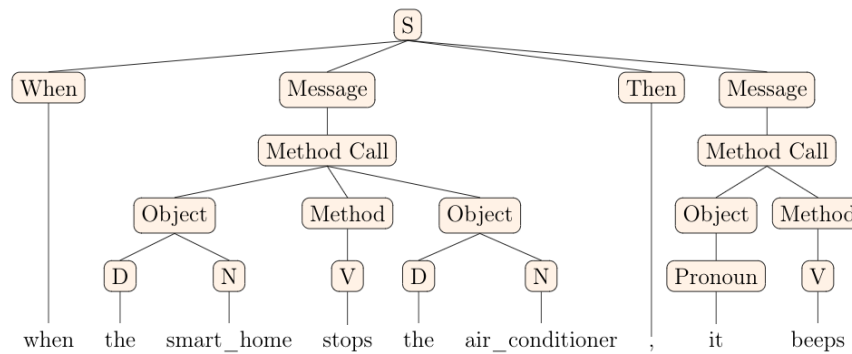 S
When Message Then Message
Method Call Method Call
Object Method Object Object Method
D N V D N Pronoun V
when the smart_home stops the air_conditioner , it beeps